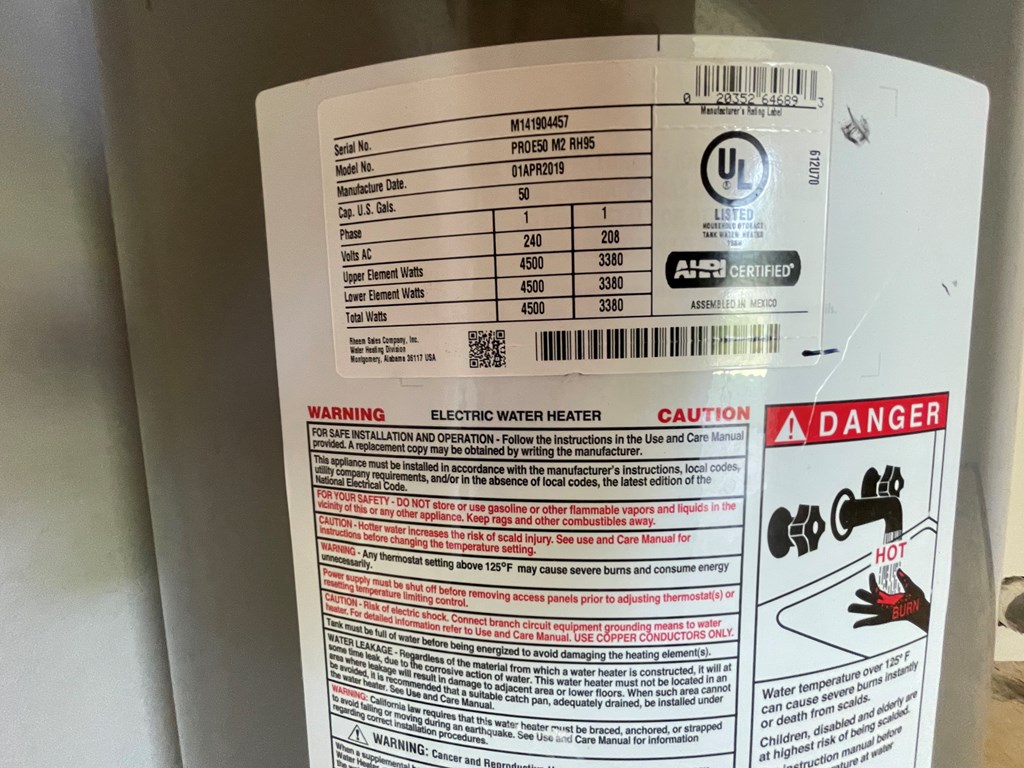 0 20352 64689 3
Manufacturer's Rating Label
Serial No. M141904457
Model No. PROE50 M2 RH95
Manufacture Date. 01APR2019
Cap. U.S. Gals. 50
Phase 1 1
Volts AC 240 208
Upper Element Watts 4500 3380
Lower Element Watts 4500 3380
Total Watts 4500 3380
UL
LISTED
HOUSEHOLD STORAGE
TANK WATER HEATER
612U70
AHRI CERTIFIED
ASSEMBLED IN MEXICO
Rheem Sales Company, Inc.
Water Heating Division
Montgomery, Alabama 36117 USA
ils.
WARNING ELECTRIC WATER HEATER CAUTION
FOR SAFE INSTALLATION AND OPERATION - Follow the instructions in the Use and Care Manual
provided. A replacement copy may be obtained by writing the manufacturer.
This appliance must be installed in accordance with the manufacturer's instructions, local codes,
utility company requirements, and/or in the absence of local codes, the latest edition of the
National Electrical Code.
FOR YOUR SAFETY - DO NOT store or use gasoline or other flammable vapors and liquids in the
vicinity of this or any other appliance. Keep rags and other combustibles away.
CAUTION - Hotter water increases the risk of scald injury. See use and Care Manual for
instructions before changing the temperature setting.
WARNING - Any thermostat setting above 125°F may cause severe burns and consume energy
unnecessarily.
Power supply must be shut off before removing access panels prior to adjusting thermostat(s) or
resetting temperature limiting control.
CAUTION - Risk of electric shock. Connect branch circuit equipment grounding means to water
heater. For detailed information refer to Use and Care Manual. USE COPPER CONDUCTORS ONLY.
Tank must be full of water before being energized to avoid damaging the heating element(s).
WATER LEAKAGE - Regardless of the material from which a water heater is constructed, it will at
some time leak, due to the corrosive action of water. This water heater must not be located in an
area where leakage will result in damage to adjacent area or lower floors. When such area cannot
be avoided, it is recommended that a suitable catch pan, adequately drained, be installed under
the water heater. See Use and Care Manual.
WARNING: California law requires that this water heater must be braced, anchored, or strapped
to avoid falling or moving during an earthquake. See Use and Care Manual for information
regarding correct installation procedures.
WARNING: Cancer and Reproductive
When a supplemental
Water Heater
DANGER
HOT
BURN
Water temperature over 125° F
can cause severe burns instantly
or death from scalds.
Children, disabled and elderly are
at highest risk of being scalded.
instruction manual before
temperature at water